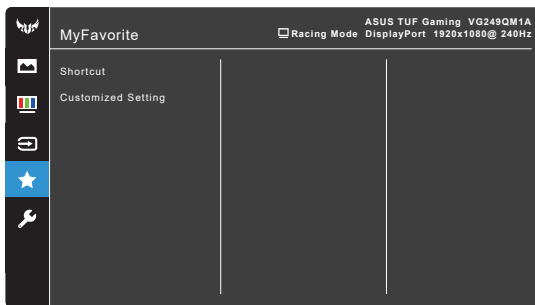 MyFavorite
ASUS TUF Gaming VG249QM1A
Racing Mode DisplayPort 1920x1080@ 240Hz
Shortcut
Customized Setting